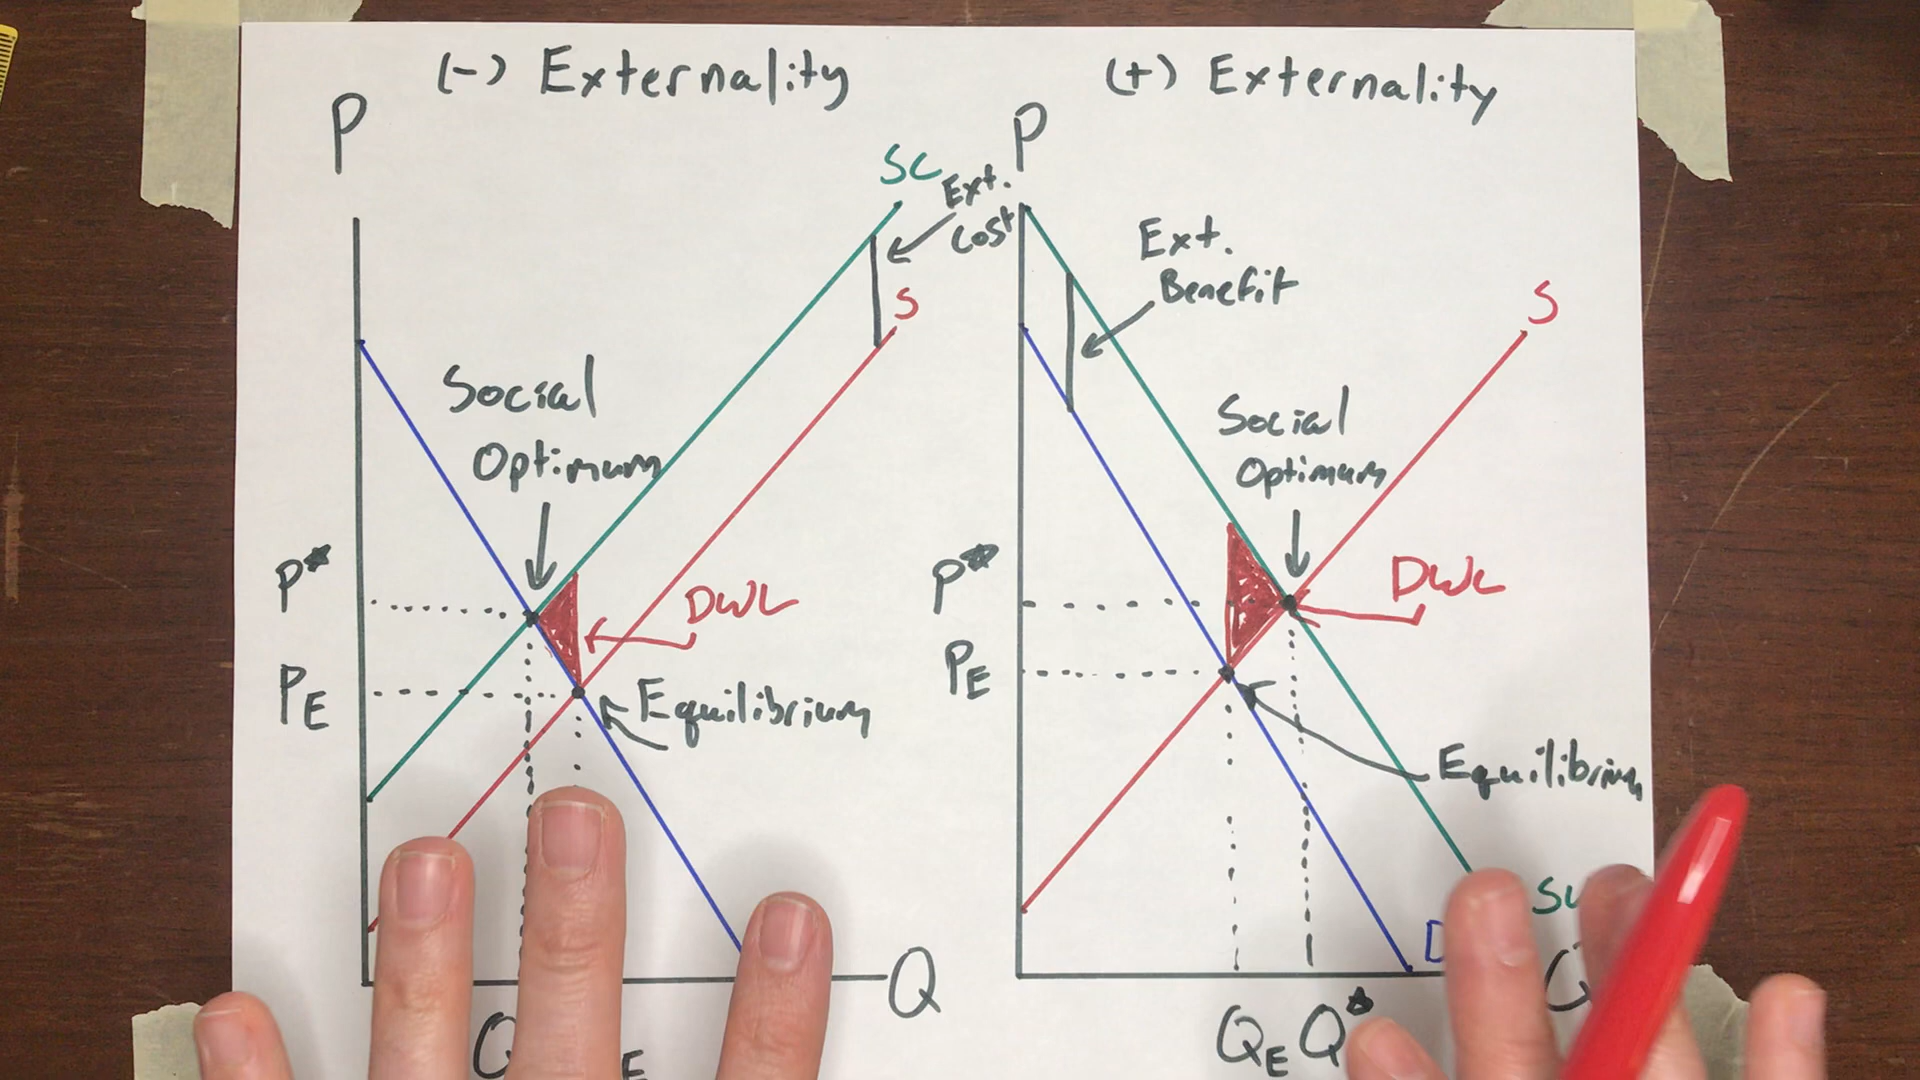 (-) Externality
P
SC
Ext.
Cost
S
Social
Optimum
P*
DWL
PE
Equilibrium
Q
Q
E
(+) Externality
P
Ext.
Benefit
S
Social
Optimum
P*
DWL
PE
Equilibrium
D
QE Q*